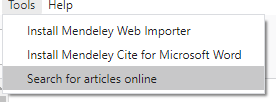 Tools Help
Install Mendeley Web Importer
Install Mendeley Cite for Microsoft Word
Search for articles online